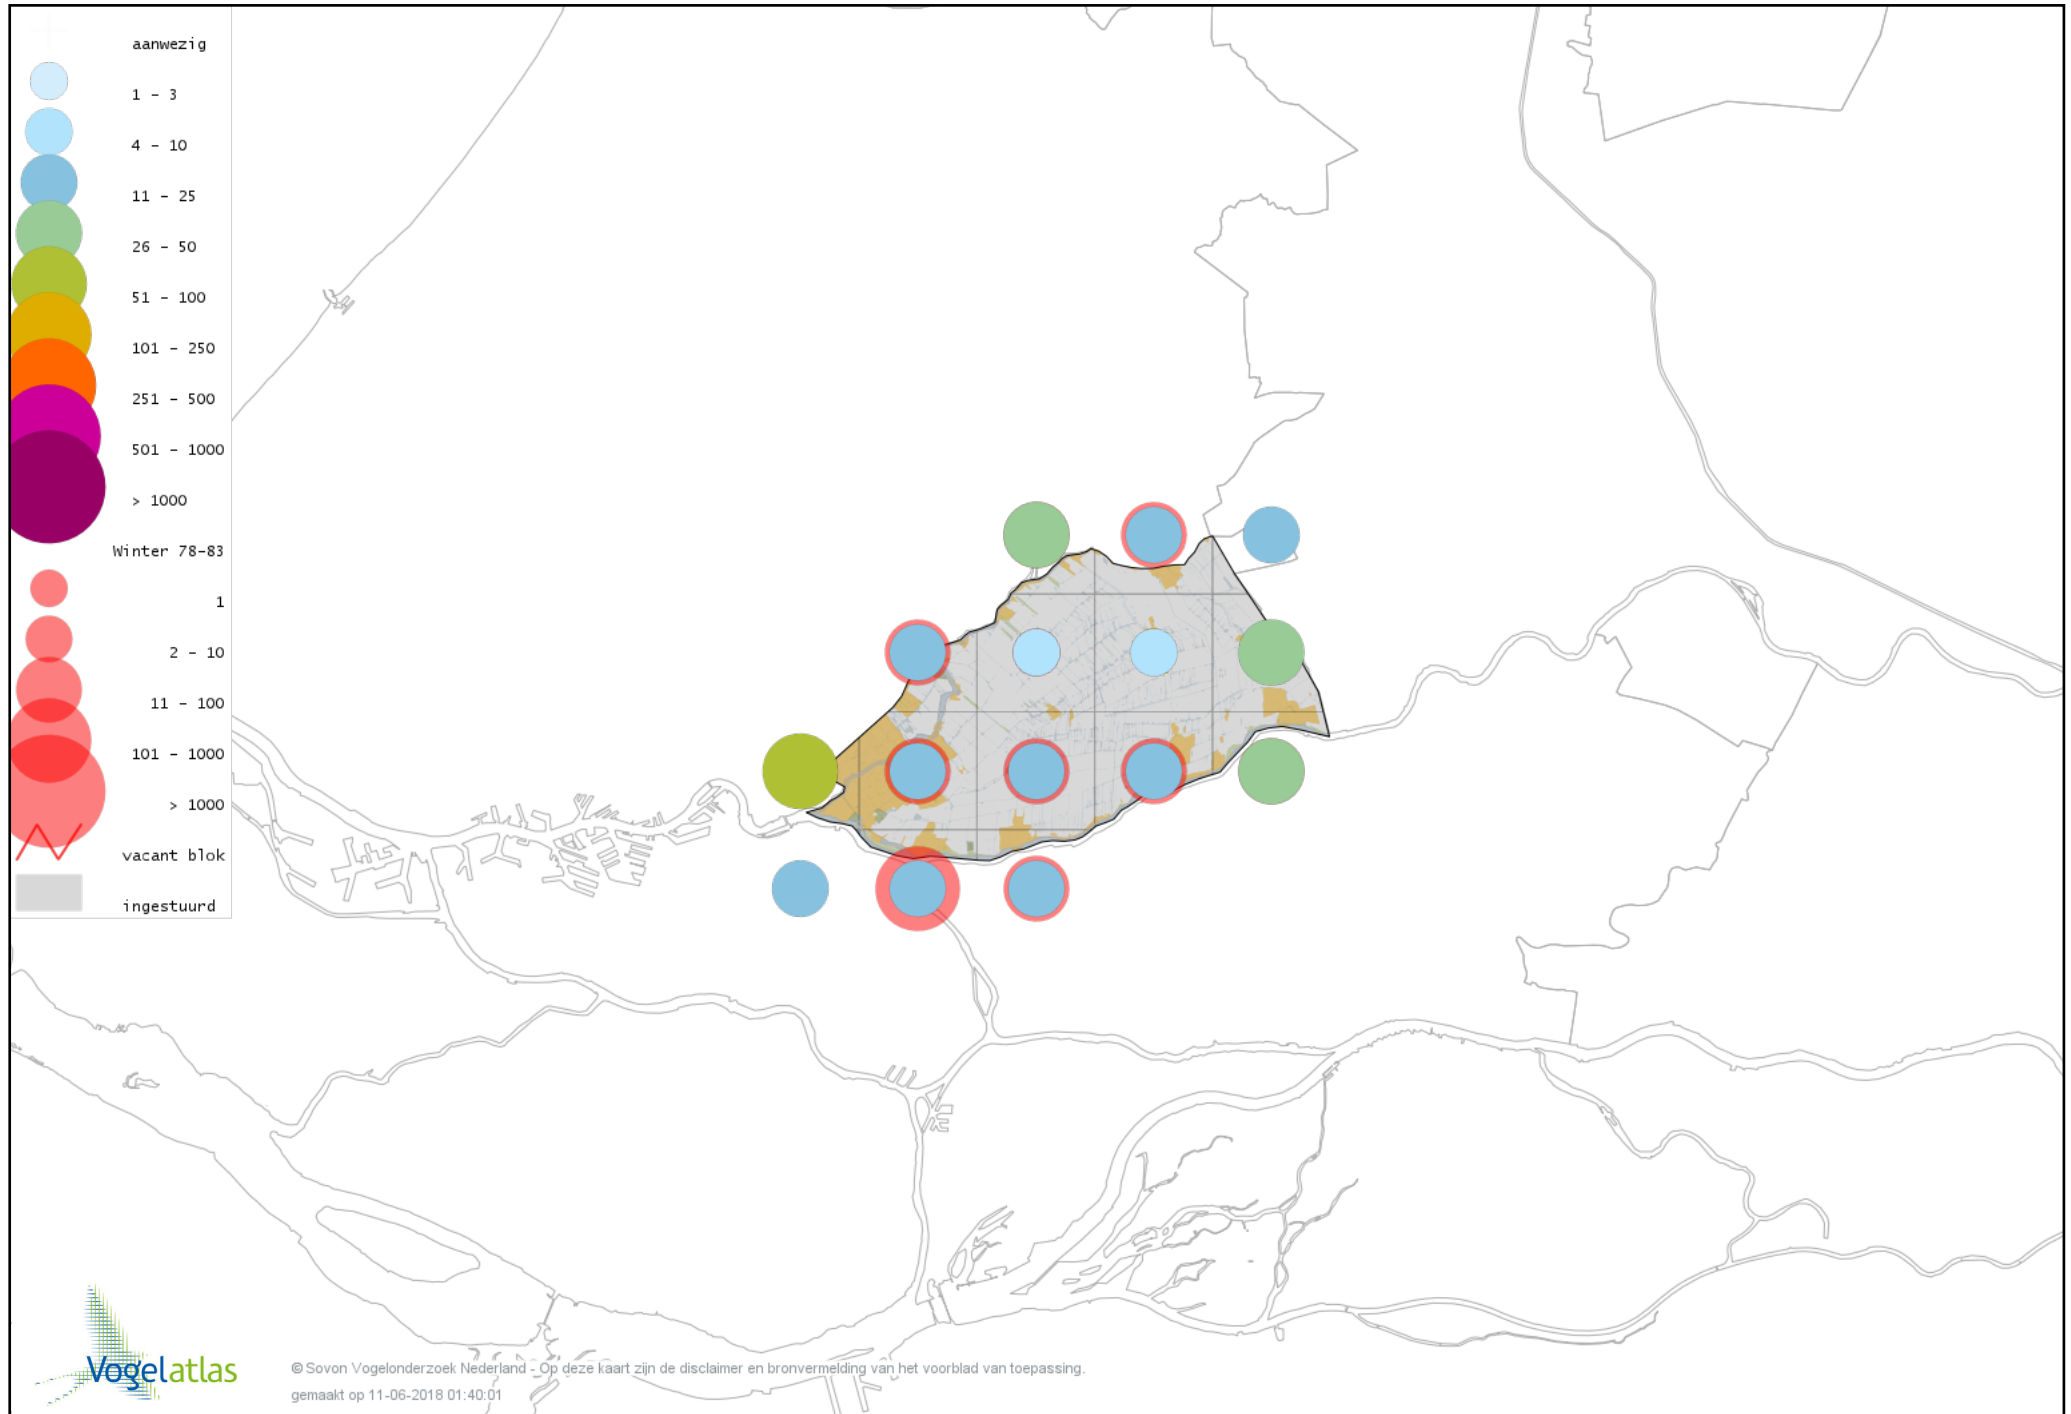 aanwezig
1 - 3
4 - 10
11 - 25
26 - 50
51 - 100
101 - 250
251 - 500
501 - 1000
> 1000
Winter 78-83
1
2 - 10
11 - 100
101 - 1000
> 1000
vacant blok
ingestuurd
Vogelatlas
© Sovon Vogelonderzoek Nederland - Op deze kaart zijn de disclaimer en bronvermelding van het voorblad van toepassing.
gemaakt op 11-06-2018 01:40:01